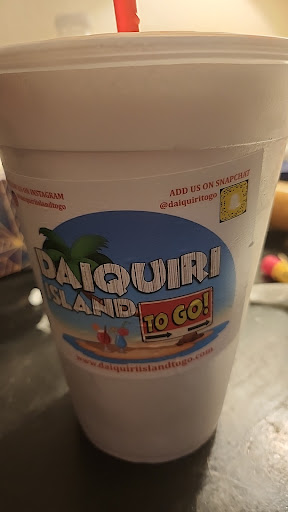 ON INSTAGRAM
ADD US ON SNAPCHAT
@daiquiritogo
DAIQUIRI
ISLAND
TO GO!
www.daiquiriislandtogo.com